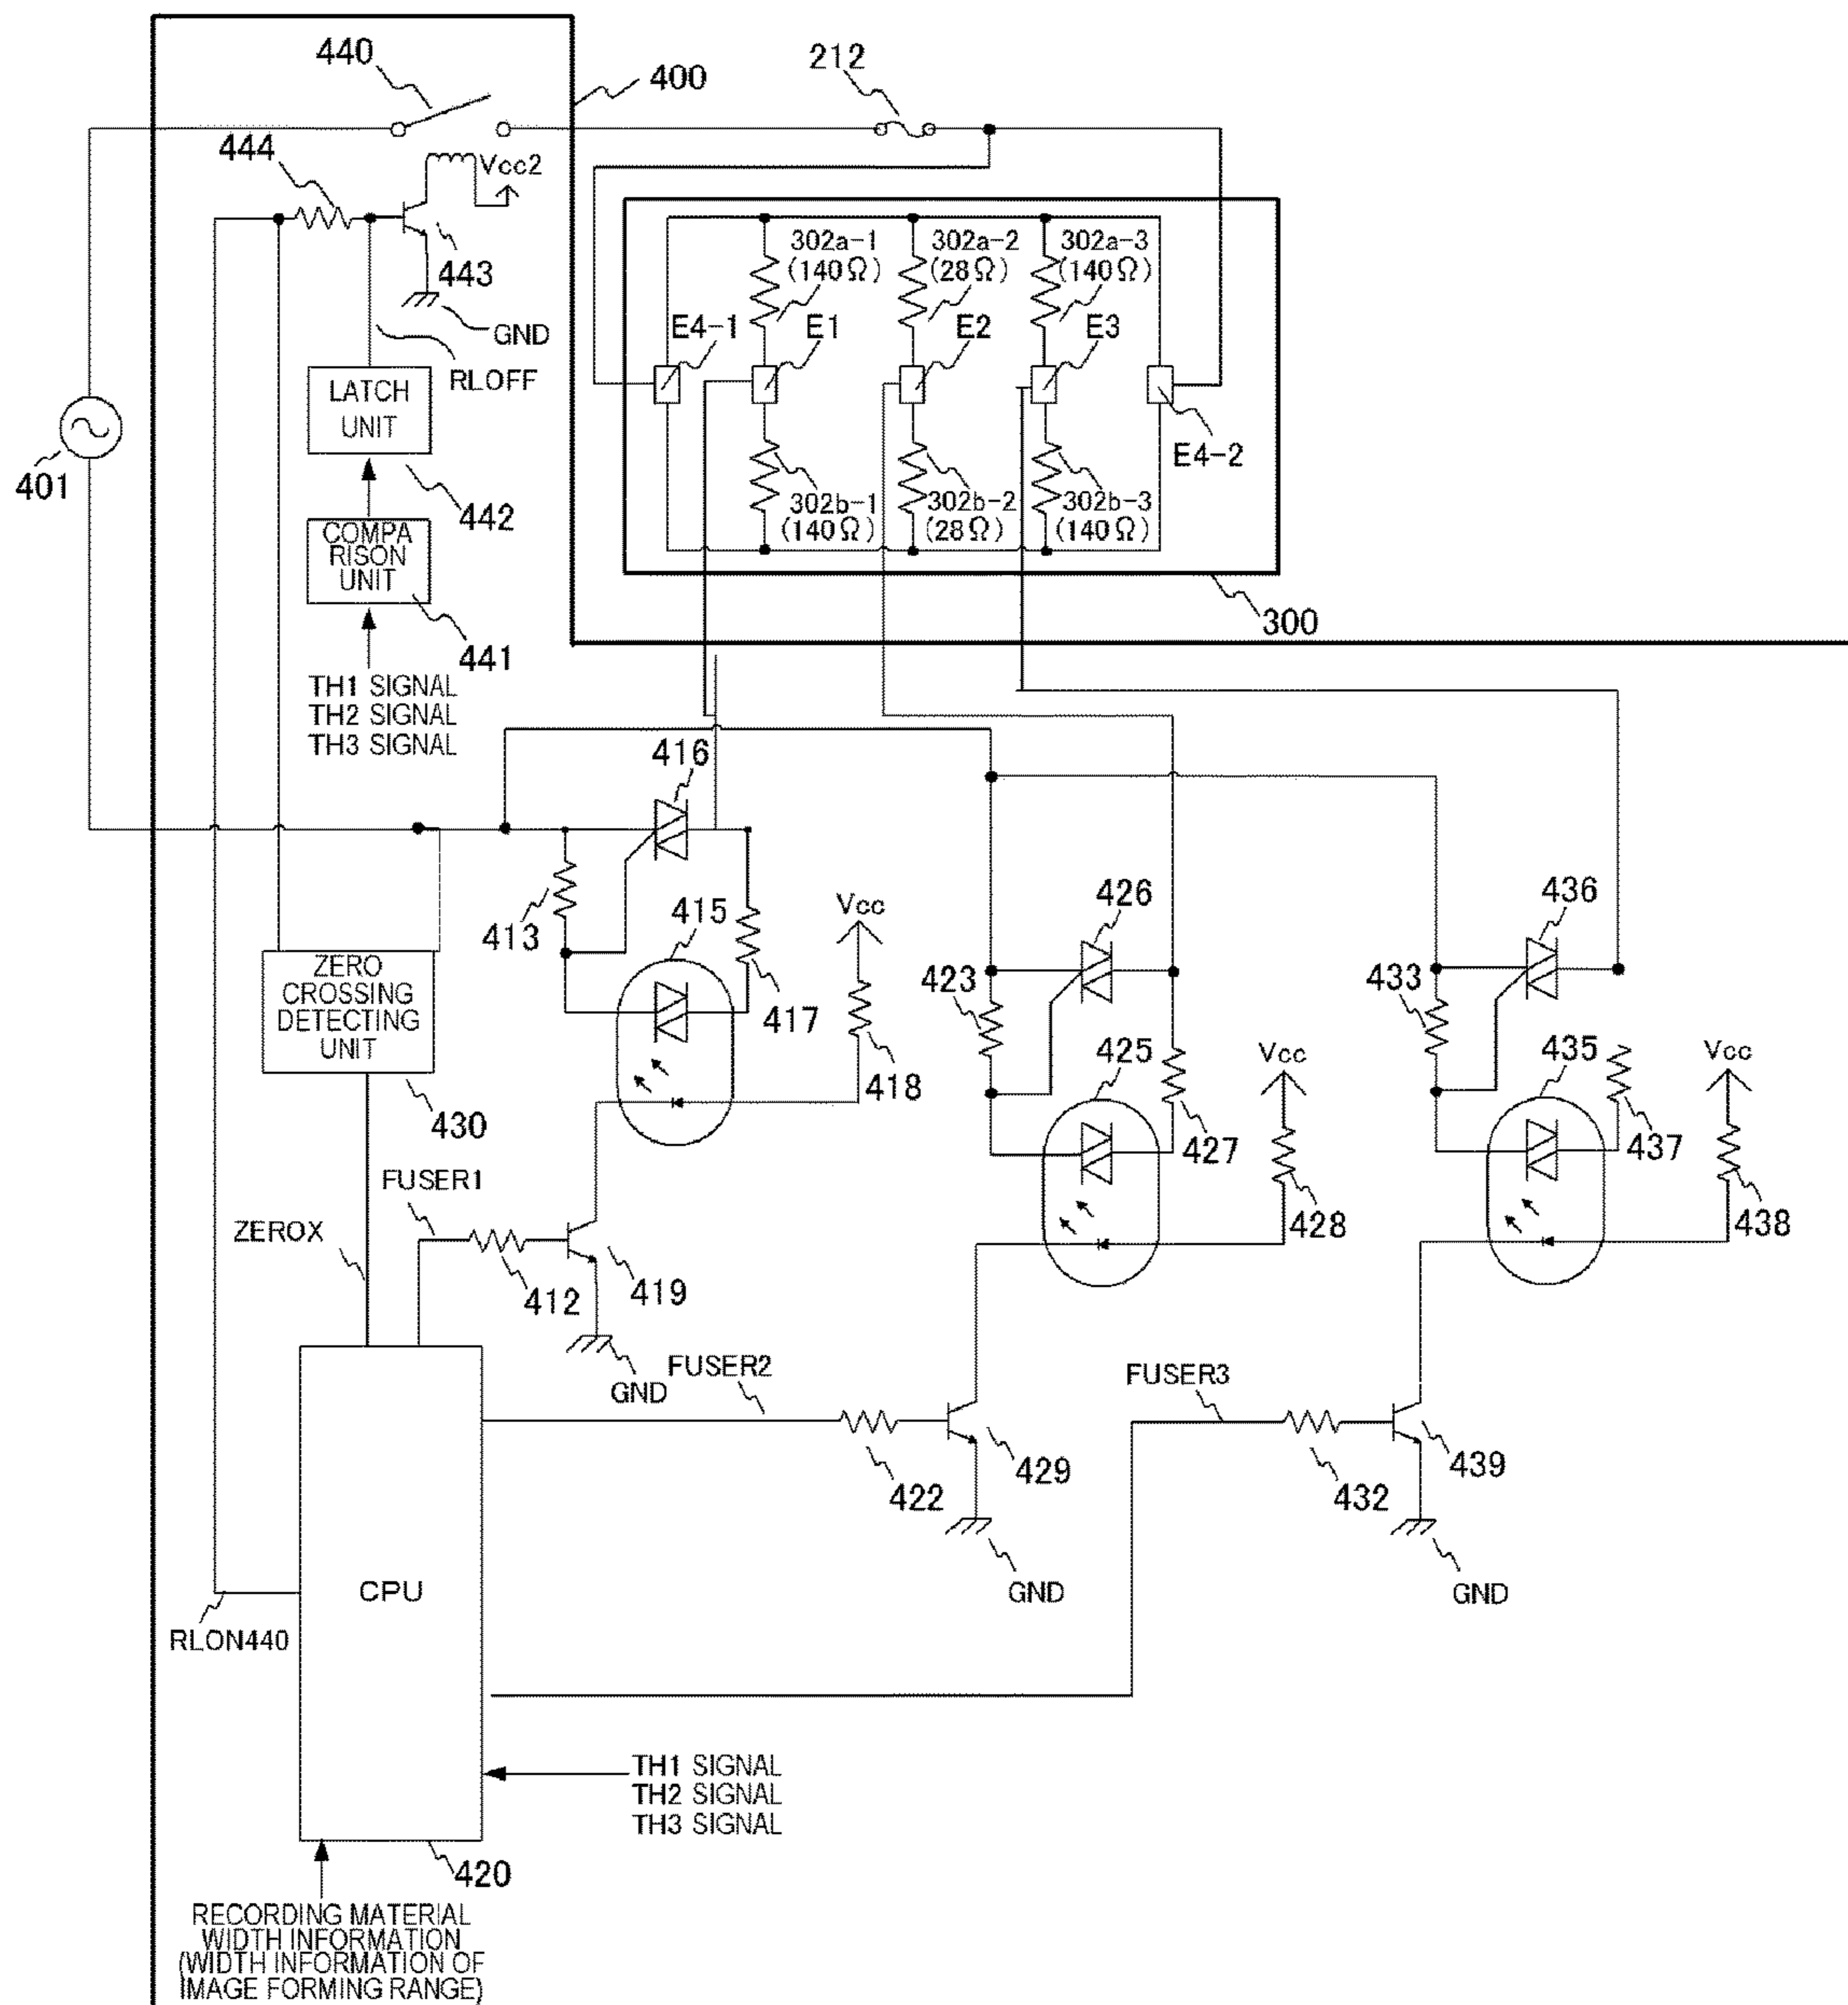 440
400
212
444
Vcc2
443
GND
RLOFF
LATCH
UNIT
442
COMPA
RISON
UNIT
441
TH1 SIGNAL
TH2 SIGNAL
TH3 SIGNAL
401
302a-1
(140Ω)
302a-2
(28Ω)
302a-3
(140Ω)
E4-1
E1
E2
E3
E4-2
302b-1
(140Ω)
302b-2
(28Ω)
302b-3
(140Ω)
300
416
413
415
417
Vcc
418
426
423
425
427
Vcc
428
436
433
435
437
Vcc
438
ZERO
CROSSING
DETECTING
UNIT
430
FUSER1
ZEROX
412
419
GND
FUSER2
422
429
GND
FUSER3
432
439
GND
CPU
RLON440
TH1 SIGNAL
TH2 SIGNAL
TH3 SIGNAL
420
RECORDING MATERIAL
WIDTH INFORMATION
(WIDTH INFORMATION OF
IMAGE FORMING RANGE)